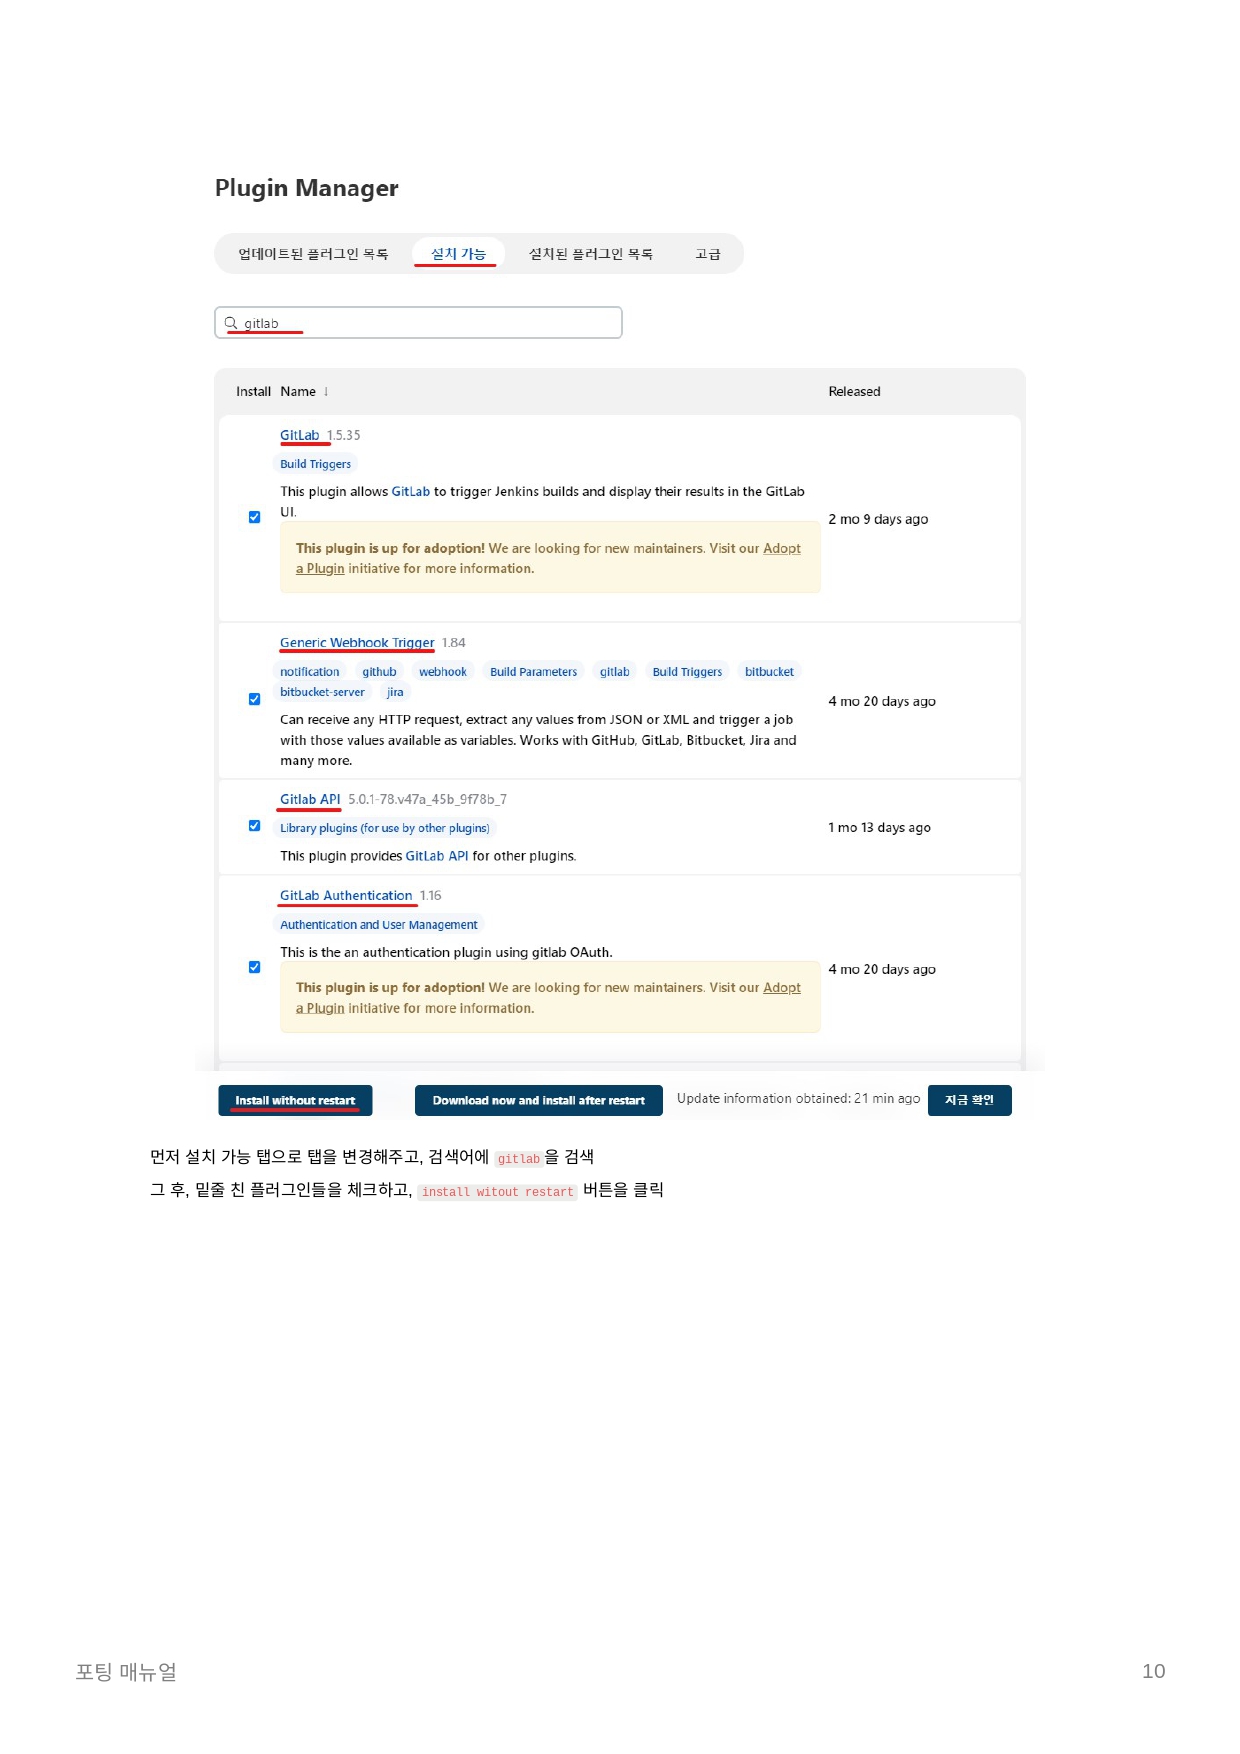 Plugin Manager
업데이트된 플러그인 목록 설치 가능 설치된 플러그인 목록 고급
gitlab
Install Name ↓ Released
GitLab 1.5.35
Build Triggers
This plugin allows GitLab to trigger Jenkins builds and display their results in the GitLab
UI.
2 mo 9 days ago
This plugin is up for adoption! We are looking for new maintainers. Visit our Adopt
a Plugin initiative for more information.
Generic Webhook Trigger 1.84
notification github webhook Build Parameters gitlab Build Triggers bitbucket
bitbucket-server jira
4 mo 20 days ago
Can receive any HTTP request, extract any values from JSON or XML and trigger a job
with those values available as variables. Works with GitHub, GitLab, Bitbucket, Jira and
many more.
Gitlab API 5.0.1-78.v47a_45b_9f78b_7
Library plugins (for use by other plugins)
1 mo 13 days ago
This plugin provides GitLab API for other plugins.
GitLab Authentication 1.16
Authentication and User Management
This is the an authentication plugin using gitlab OAuth.
4 mo 20 days ago
This plugin is up for adoption! We are looking for new maintainers. Visit our Adopt
a Plugin initiative for more information.
Install without restart Download now and install after restart Update information obtained: 21 min ago 지금 확인
먼저 설치 가능 탭으로 탭을 변경해주고, 검색어에 gitlab을 검색
그 후, 밑줄 친 플러그인들을 체크하고, install witout restart 버튼을 클릭
포팅 매뉴얼 10